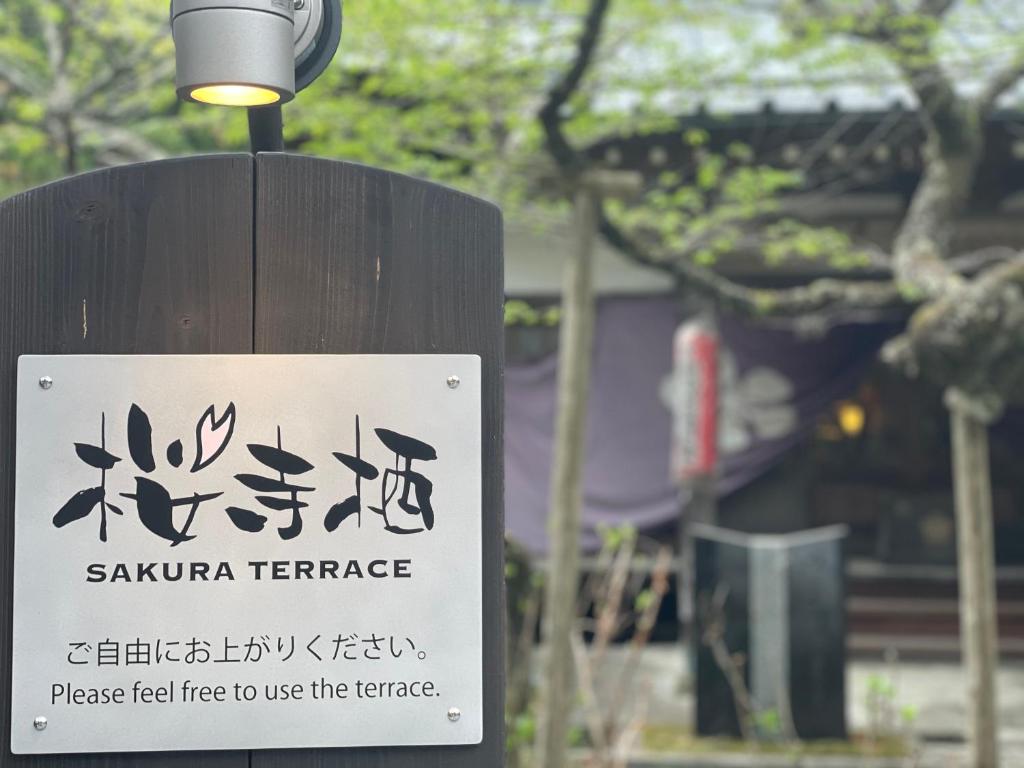 桜寺栖
SAKURA TERRACE
ご自由にお上がりください。
Please feel free to use the terrace.